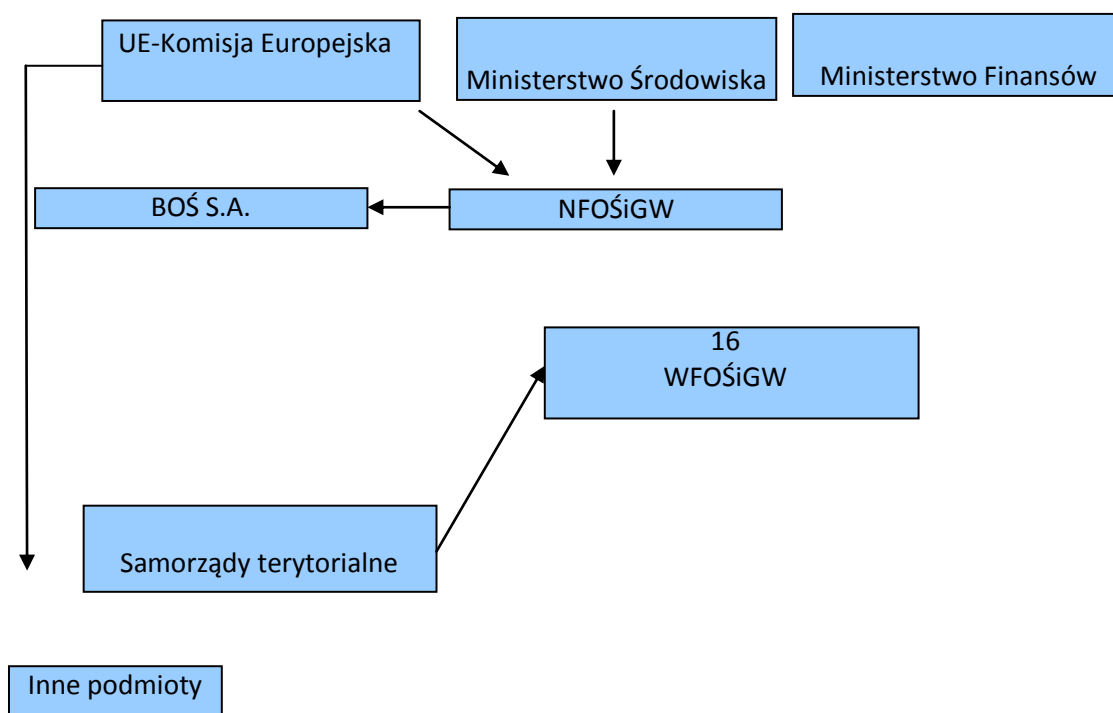 UE-Komisja Europejska
Ministerstwo Środowiska
Ministerstwo Finansów
BOŚ S.A.
NFOŚiGW
16
WFOŚiGW
Samorządy terytorialne
Inne podmioty